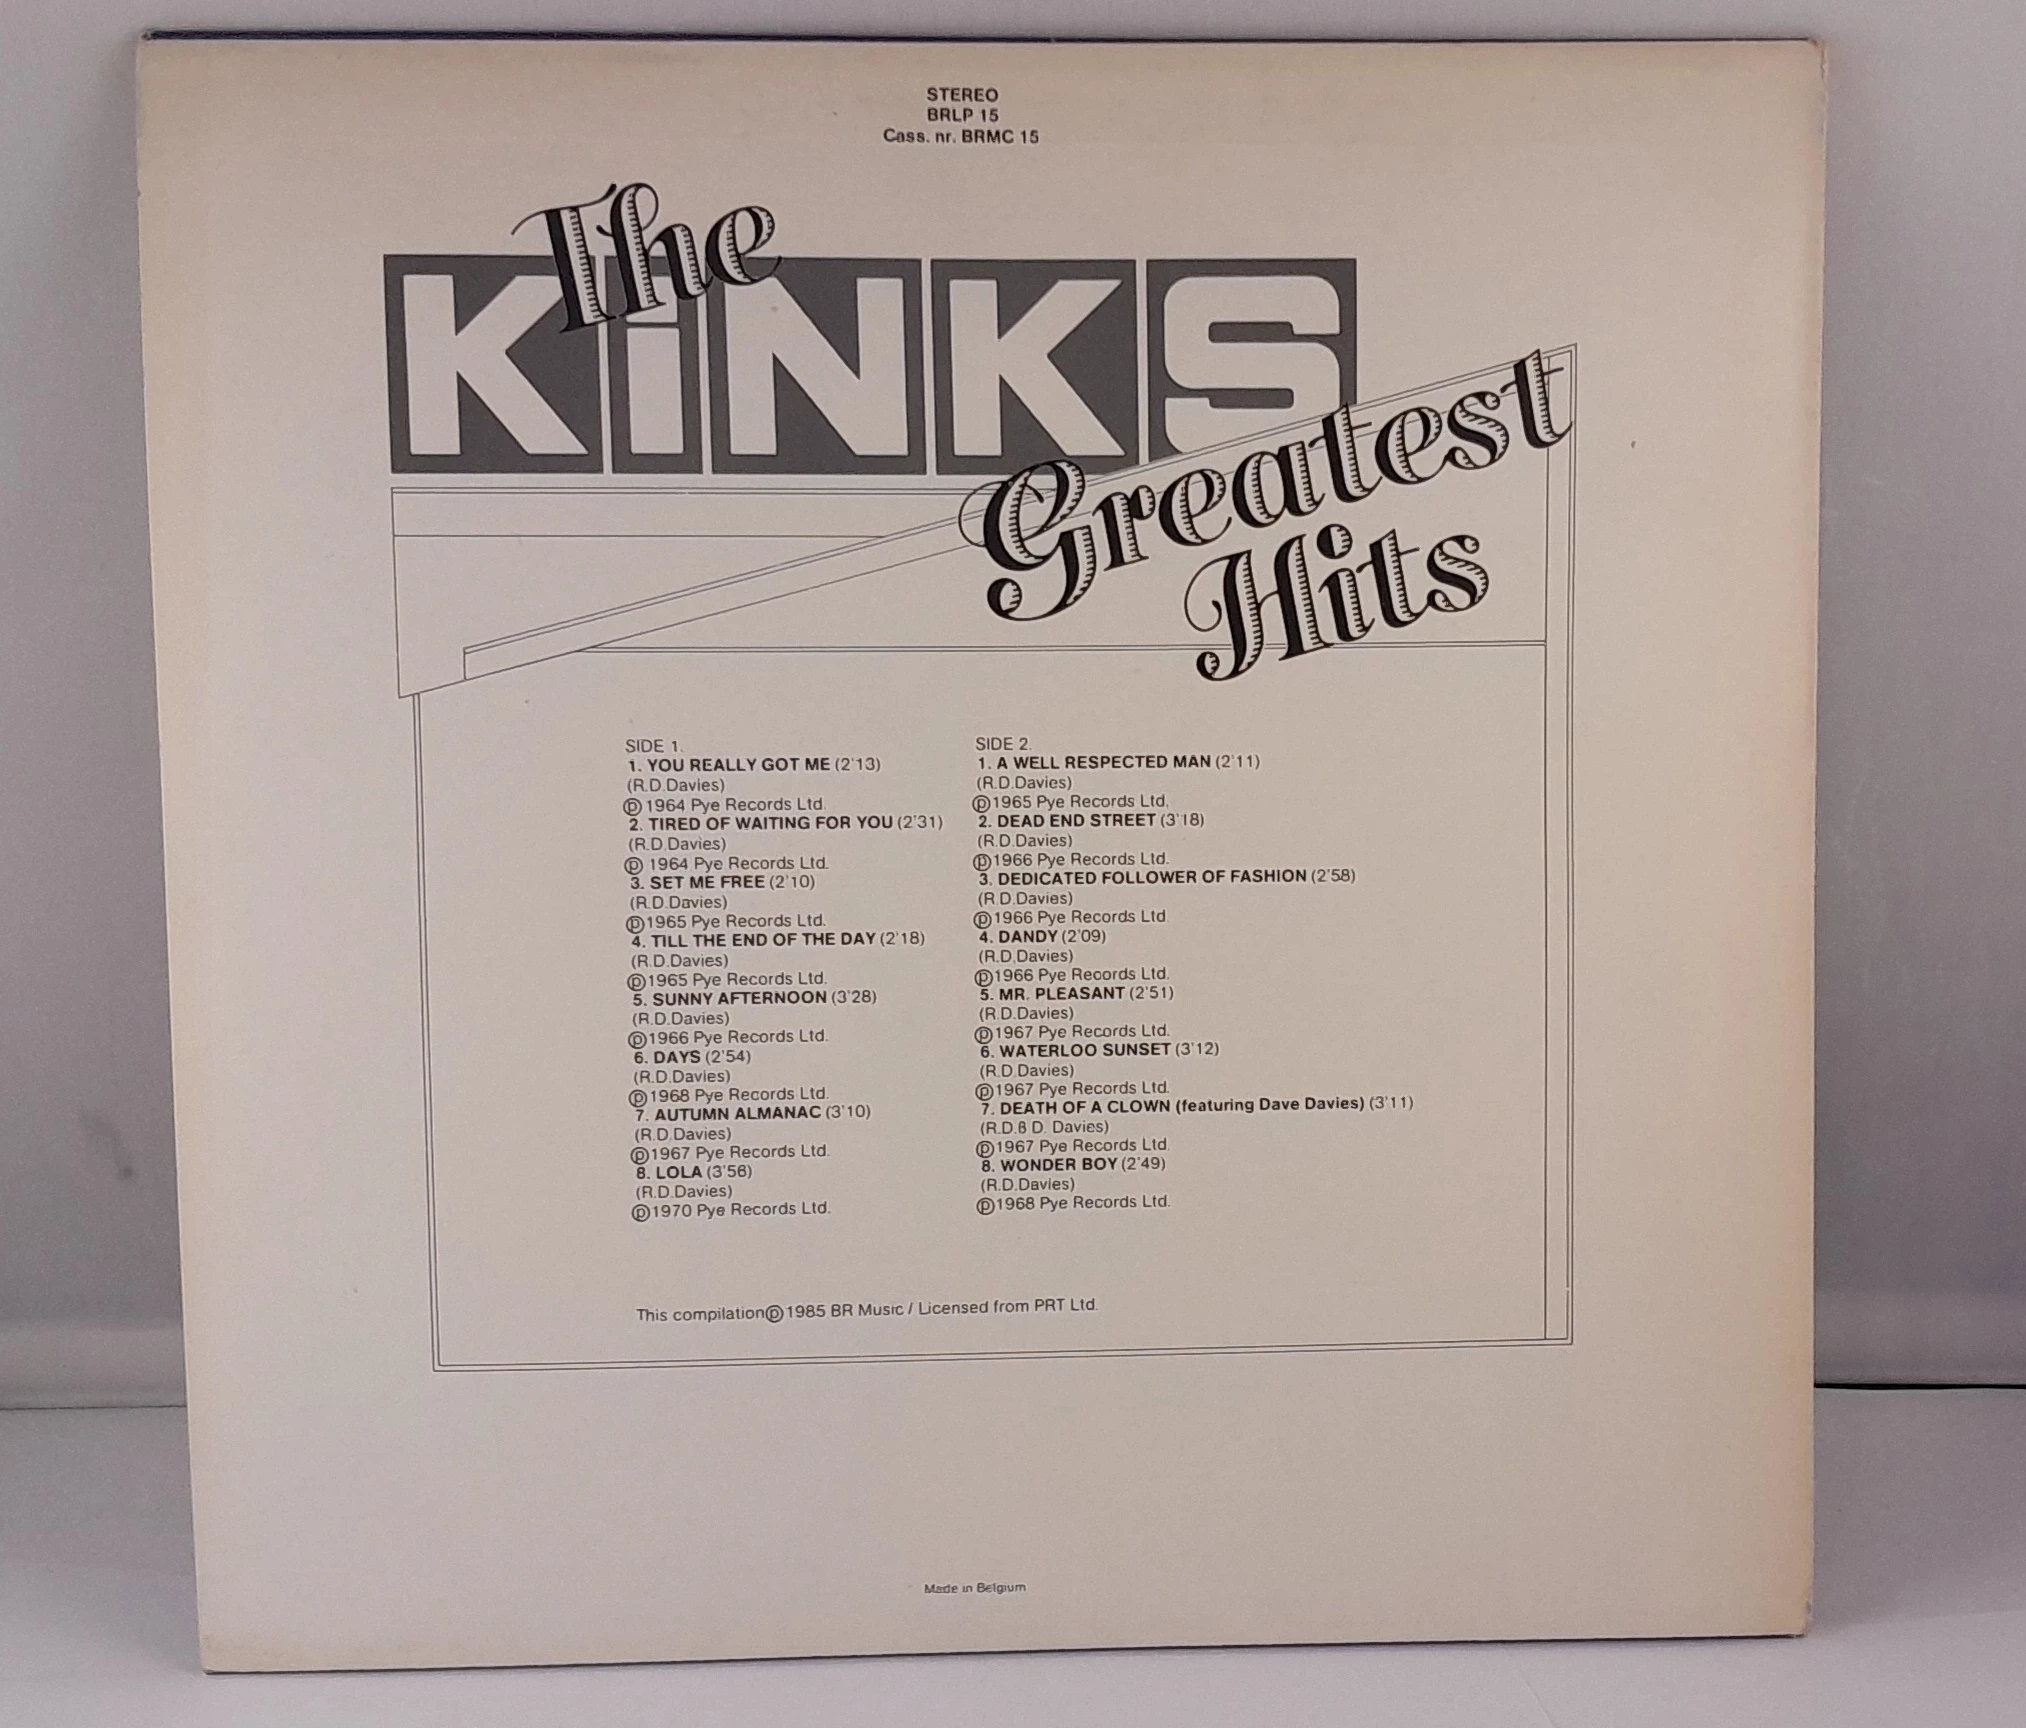 STEREO
BRLP 15
Cass. nr. BRMC 15
The
KiNKS
Greatest
Hits
SIDE 1.
1. YOU REALLY GOT ME (2'13)
(R.D.Davies)
Ⓟ 1964 Pye Records Ltd.
2. TIRED OF WAITING FOR YOU (2'31)
(R.D.Davies)
Ⓟ 1964 Pye Records Ltd.
3. SET ME FREE (2'10)
(R.D.Davies)
Ⓟ1965 Pye Records Ltd.
4. TILL THE END OF THE DAY (2'18)
(R.D.Davies)
Ⓟ1965 Pye Records Ltd.
5. SUNNY AFTERNOON (3'28)
(R.D.Davies)
Ⓟ1966 Pye Records Ltd.
6. DAYS (2'54)
(R.D.Davies)
Ⓟ1968 Pye Records Ltd.
7. AUTUMN ALMANAC (3'10)
(R.D.Davies)
Ⓟ1967 Pye Records Ltd.
8. LOLA (3'56)
(R.D.Davies)
Ⓟ1970 Pye Records Ltd.
SIDE 2.
1. A WELL RESPECTED MAN (2'11)
(R.D.Davies)
Ⓟ1965 Pye Records Ltd.
2. DEAD END STREET (3'18)
(R.D.Davies)
Ⓟ1966 Pye Records Ltd.
3. DEDICATED FOLLOWER OF FASHION (2'58)
(R.D.Davies)
Ⓟ1966 Pye Records Ltd.
4. DANDY (2'09)
(R.D.Davies)
Ⓟ1966 Pye Records Ltd.
5. MR. PLEASANT (2'51)
(R.D.Davies)
Ⓟ1967 Pye Records Ltd.
6. WATERLOO SUNSET (3'12)
(R.D.Davies)
Ⓟ1967 Pye Records Ltd.
7. DEATH OF A CLOWN (featuring Dave Davies) (3'11)
(R.D.& D. Davies)
Ⓟ1967 Pye Records Ltd.
8. WONDER BOY (2'49)
(R.D.Davies)
Ⓟ1968 Pye Records Ltd.
This compilationⓅ1985 BR Music / Licensed from PRT Ltd.
Made in Belgium